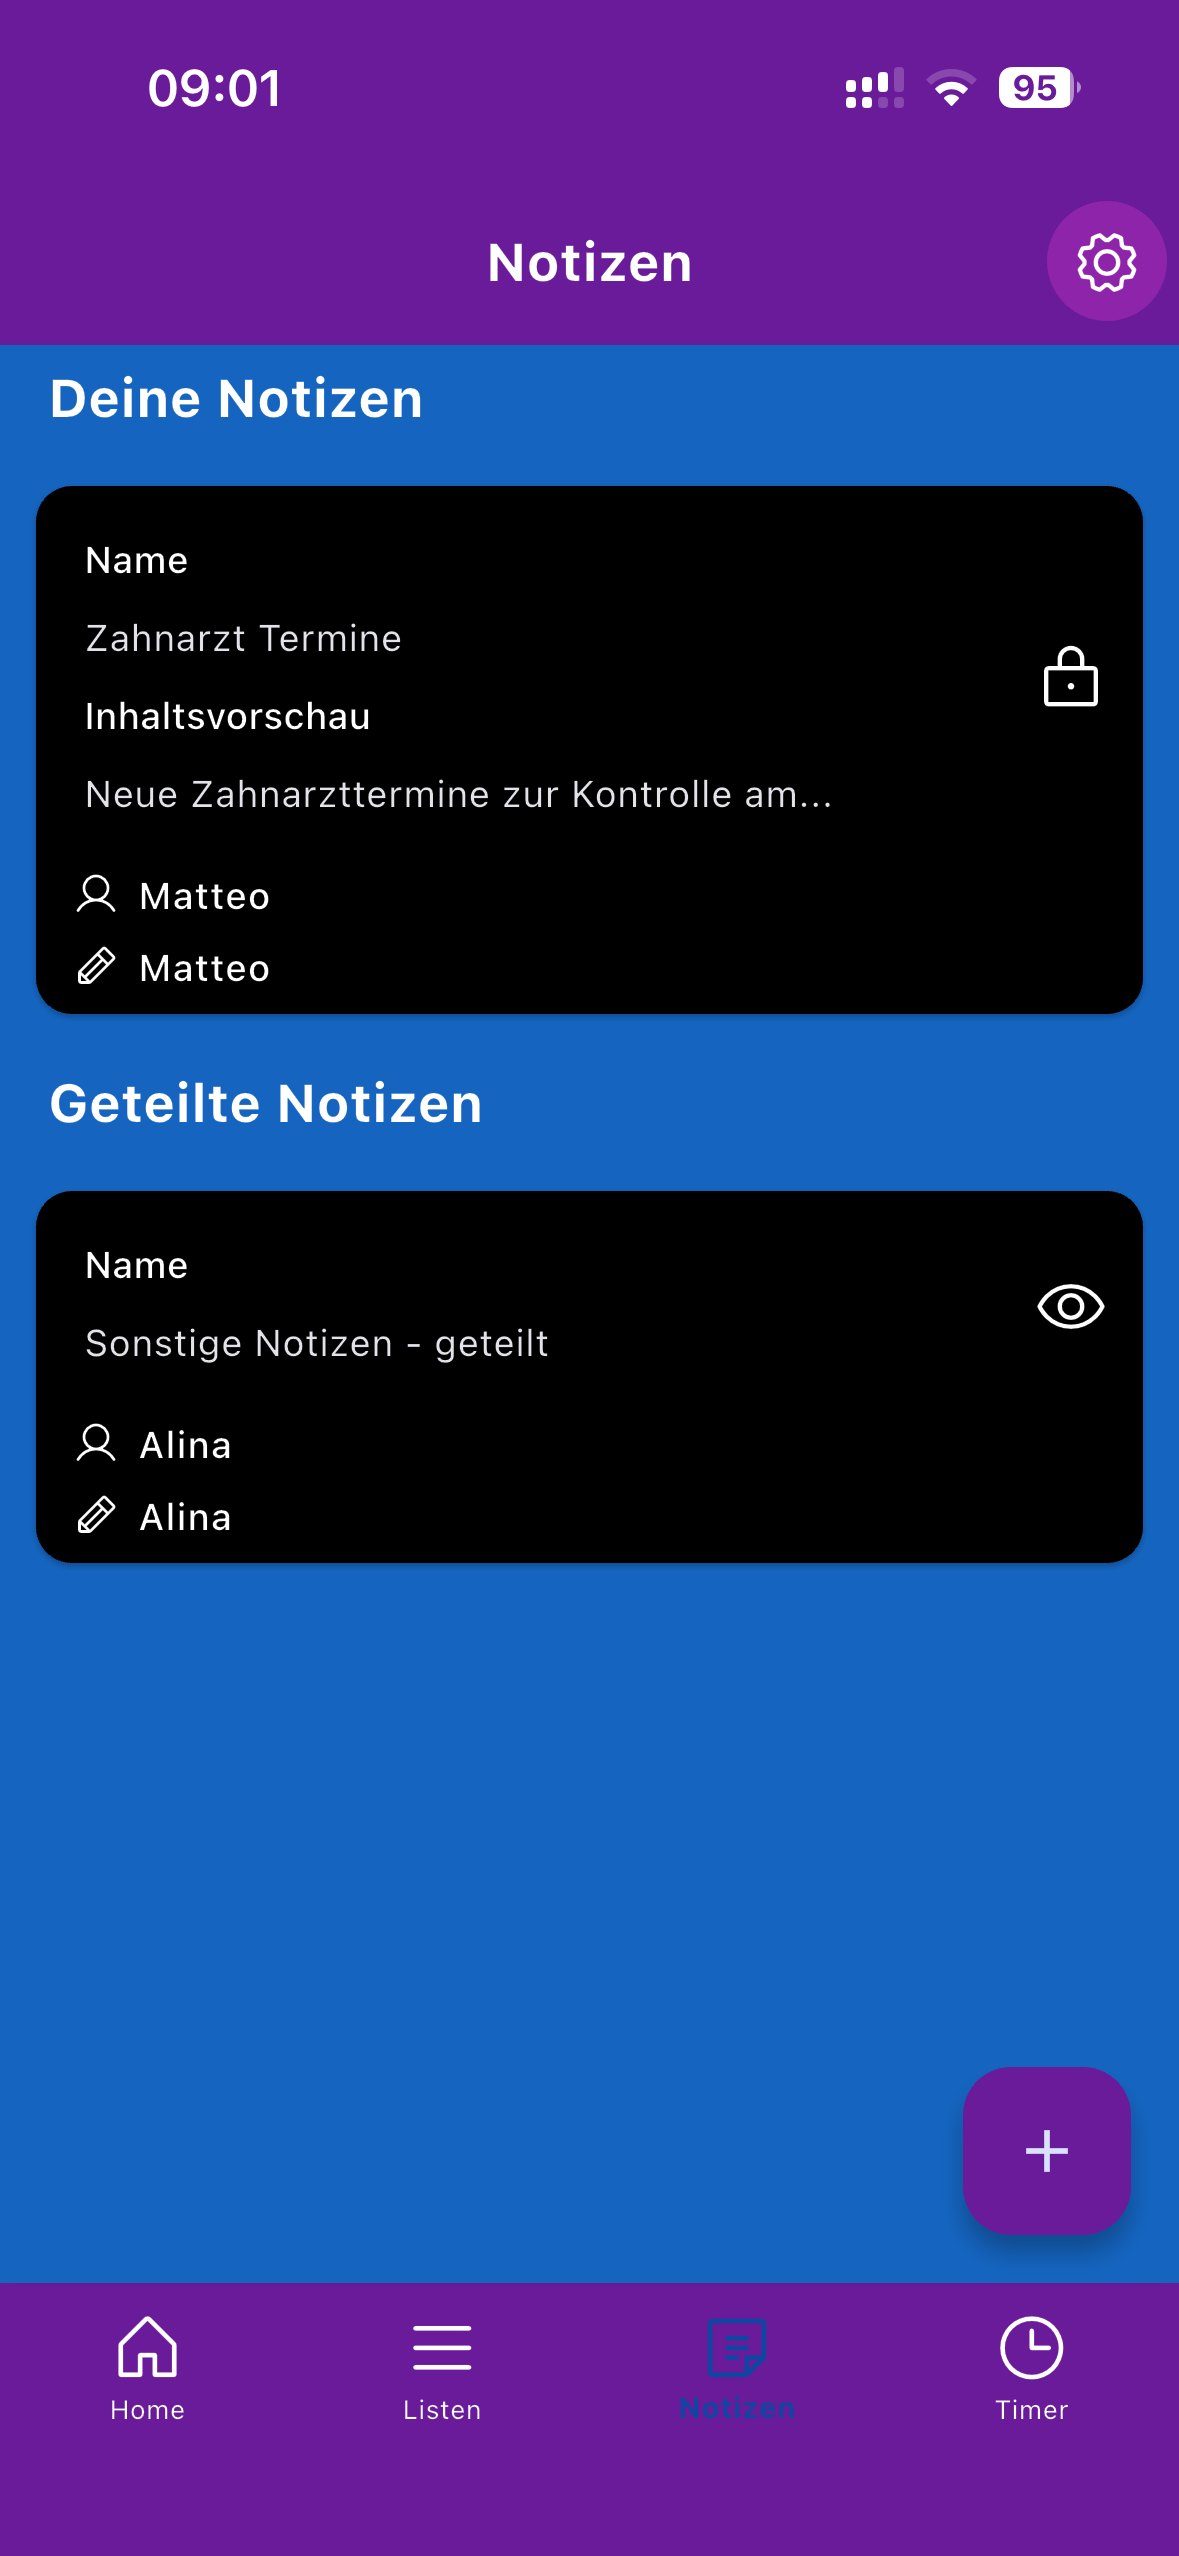 09:01
95
Notizen
Deine Notizen
Name
Zahnarzt Termine
Inhaltsvorschau
Neue Zahnarzttermine zur Kontrolle am...
Matteo
Matteo
Geteilte Notizen
Name
Sonstige Notizen - geteilt
Alina
Alina
Home
Listen
Notizen
Timer